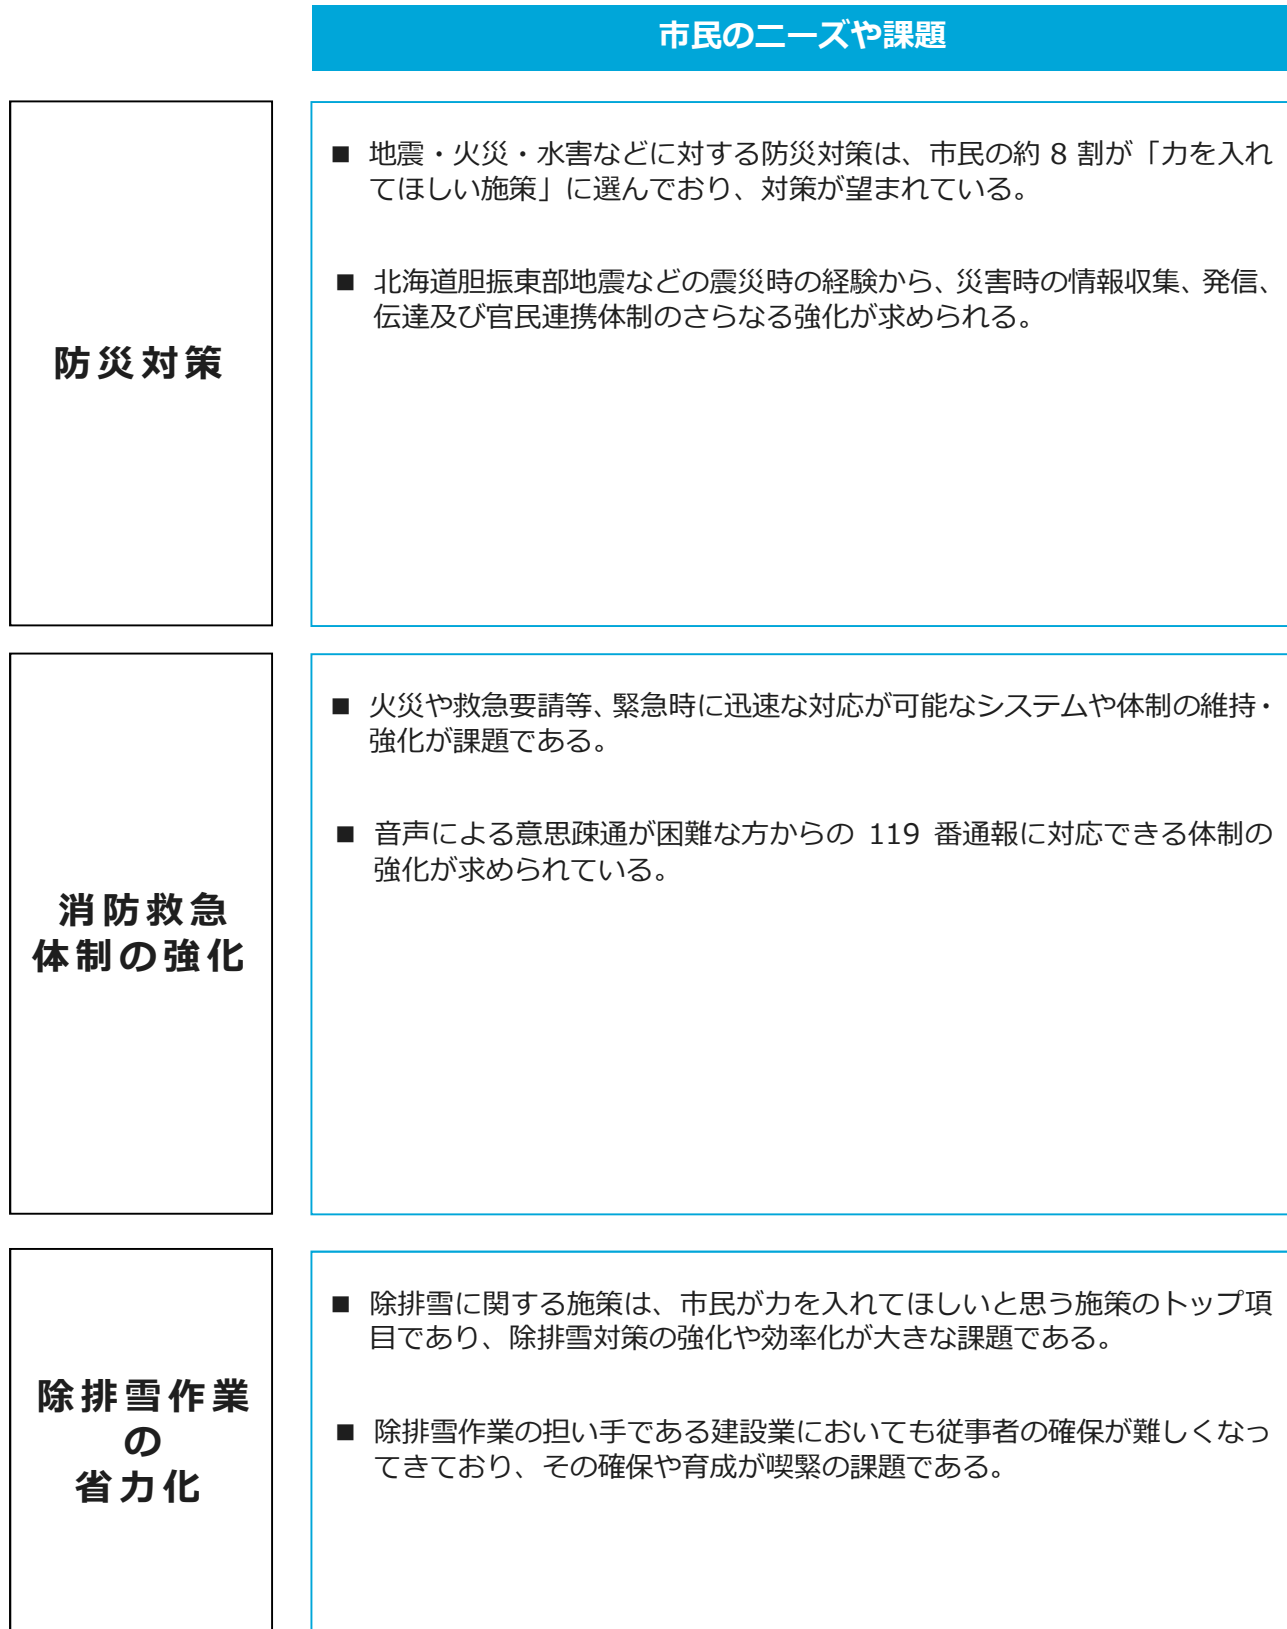 市民のニーズや課題
防災対策
■ 地震・火災・水害などに対する防災対策は、市民の約 8 割が「力を入れ
てほしい施策」に選んでおり、対策が望まれている。
■ 北海道胆振東部地震などの震災時の経験から、災害時の情報収集、発信、
伝達及び官民連携体制のさらなる強化が求められる。
消防救急
体制の強化
■ 火災や救急要請等、緊急時に迅速な対応が可能なシステムや体制の維持・
強化が課題である。
■ 音声による意思疎通が困難な方からの 119 番通報に対応できる体制の
強化が求められている。
除排雪作業
の
省力化
■ 除排雪に関する施策は、市民が力を入れてほしいと思う施策のトップ項
目であり、除排雪対策の強化や効率化が大きな課題である。
■ 除排雪作業の担い手である建設業においても従事者の確保が難しくなっ
てきており、その確保や育成が喫緊の課題である。